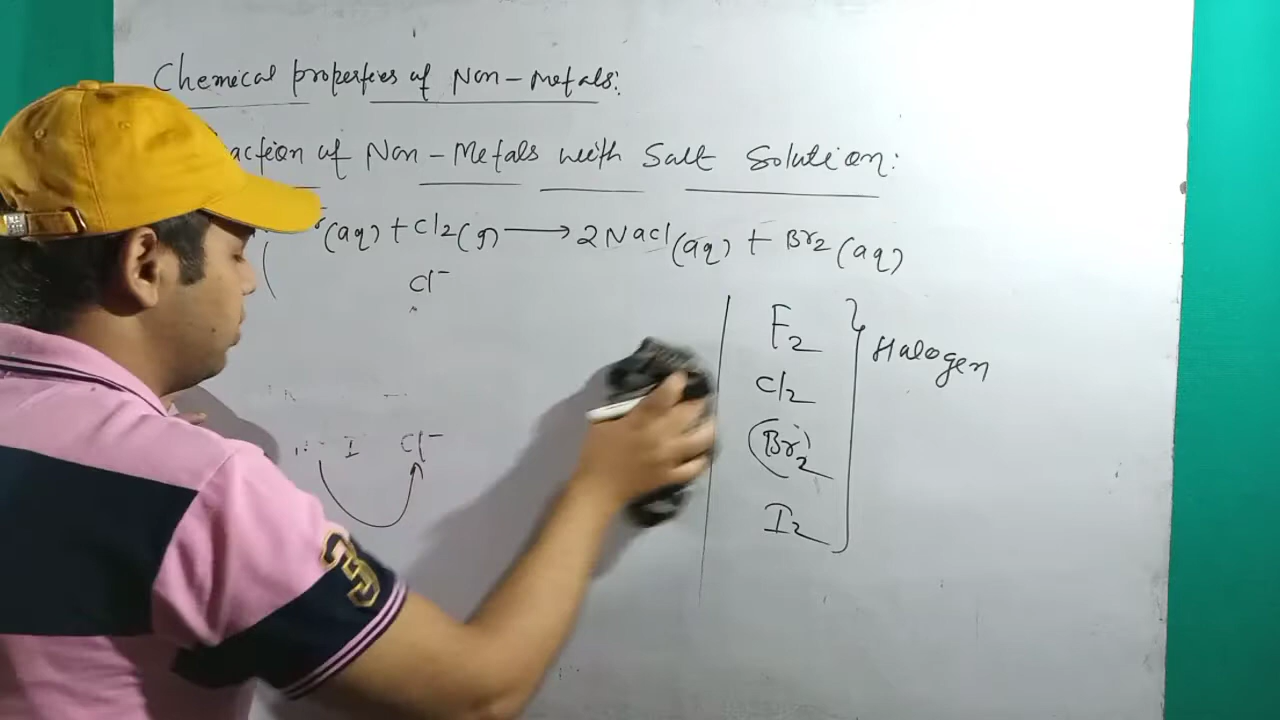 Chemical properties of Non-Metals:
action of Non-Metals with Salt Solution:
(aq) + Cl2(g) ⟶ 2NaCl(aq) + Br2(aq)
Cl⁻
F2
Halogen
Cl2
I Cl⁻
(Br2)
I2
3